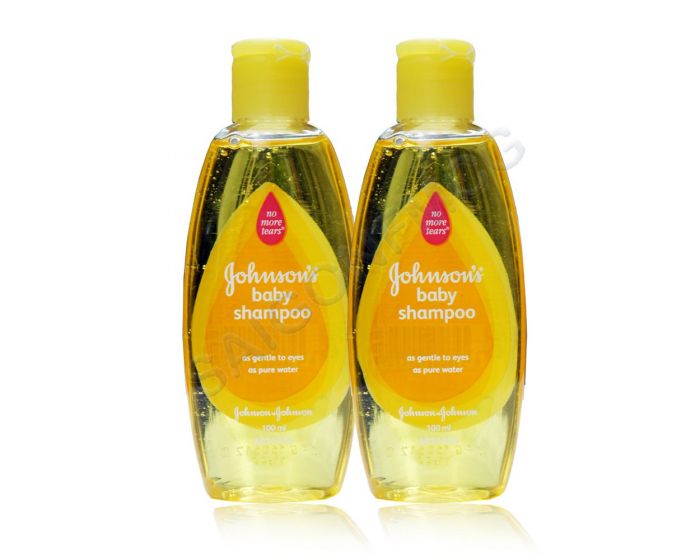 no
more
tears®
Johnson's
baby
shampoo
as gentle to eyes
as pure water
Johnson & Johnson
100 ml
no
more
tears®
Johnson's
baby
shampoo
as gentle to eyes
as pure water
Johnson & Johnson
100 ml